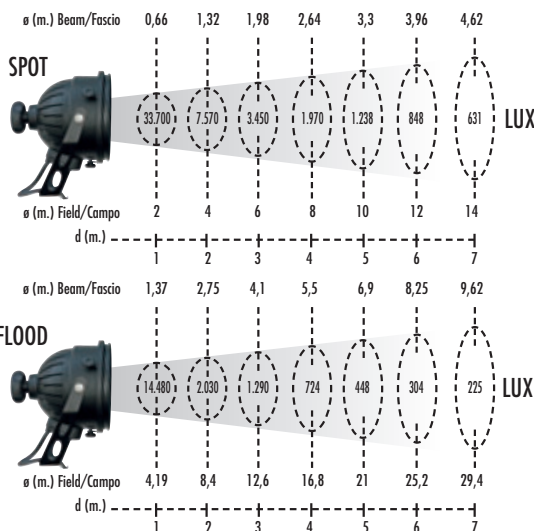 ø (m.) Beam/Fascio 0,66 1,32 1,98 2,64 3,3 3,96 4,62
SPOT
33.700 7.570 3.450 1.970 1.238 848 631 LUX
ø (m.) Field/Campo 2 4 6 8 10 12 14
d (m.)
1 2 3 4 5 6 7
ø (m.) Beam/Fascio 1,37 2,75 4,1 5,5 6,9 8,25 9,62
FLOOD
14.480 2.030 1.290 724 448 304 225 LUX
ø (m.) Field/Campo 4,19 8,4 12,6 16,8 21 25,2 29,4
d (m.)
1 2 3 4 5 6 7